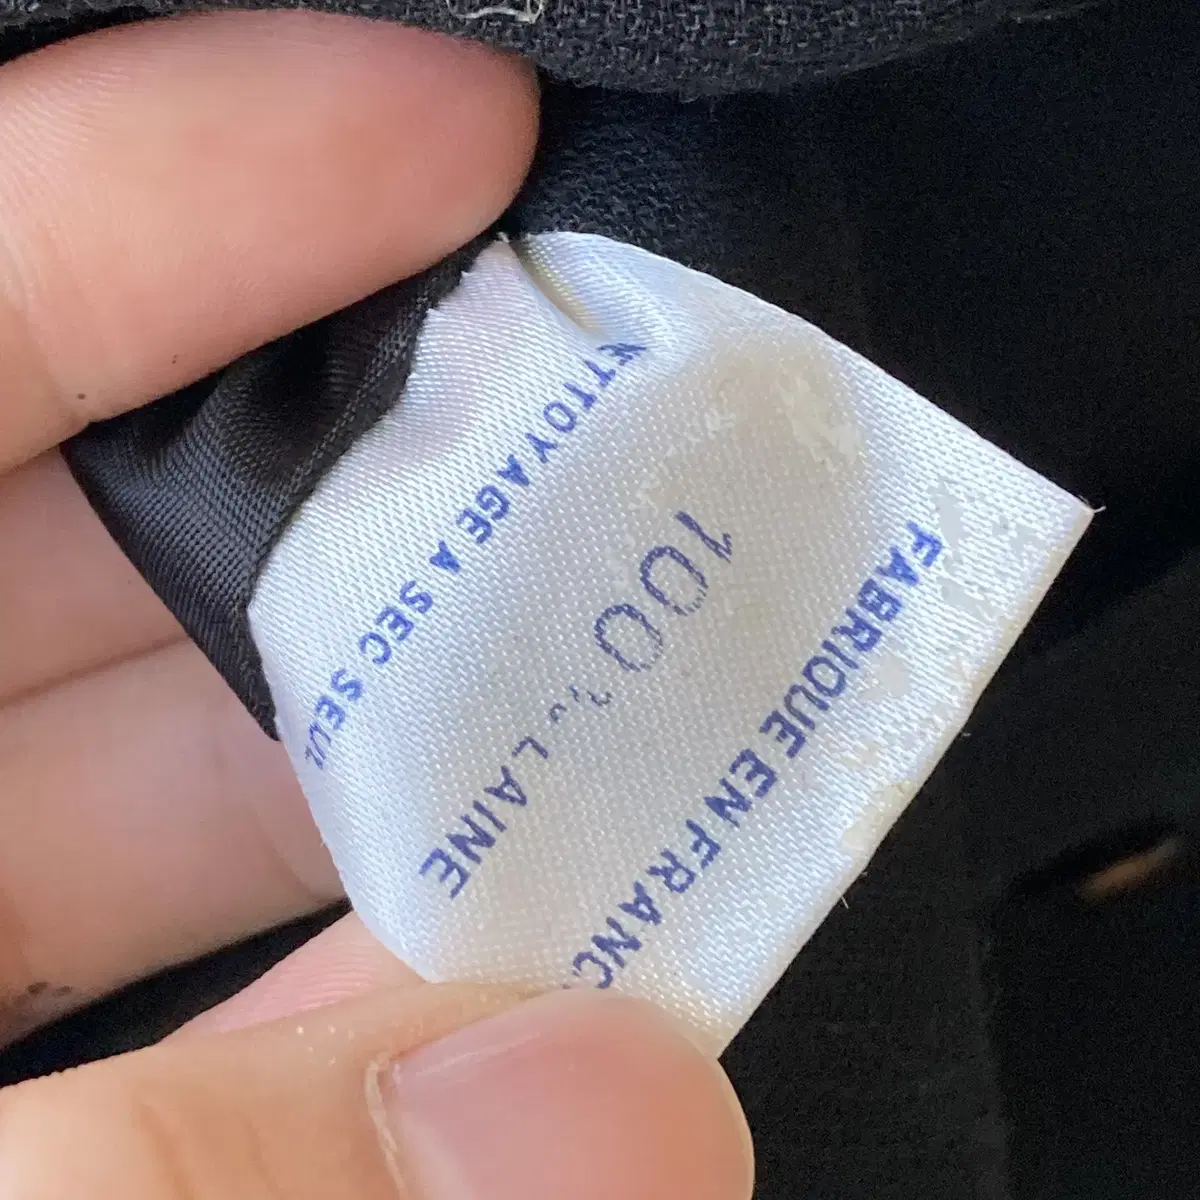 NETTOYAGE A SEC SEUL
100% LAINE
FABRIQUE EN FRANC